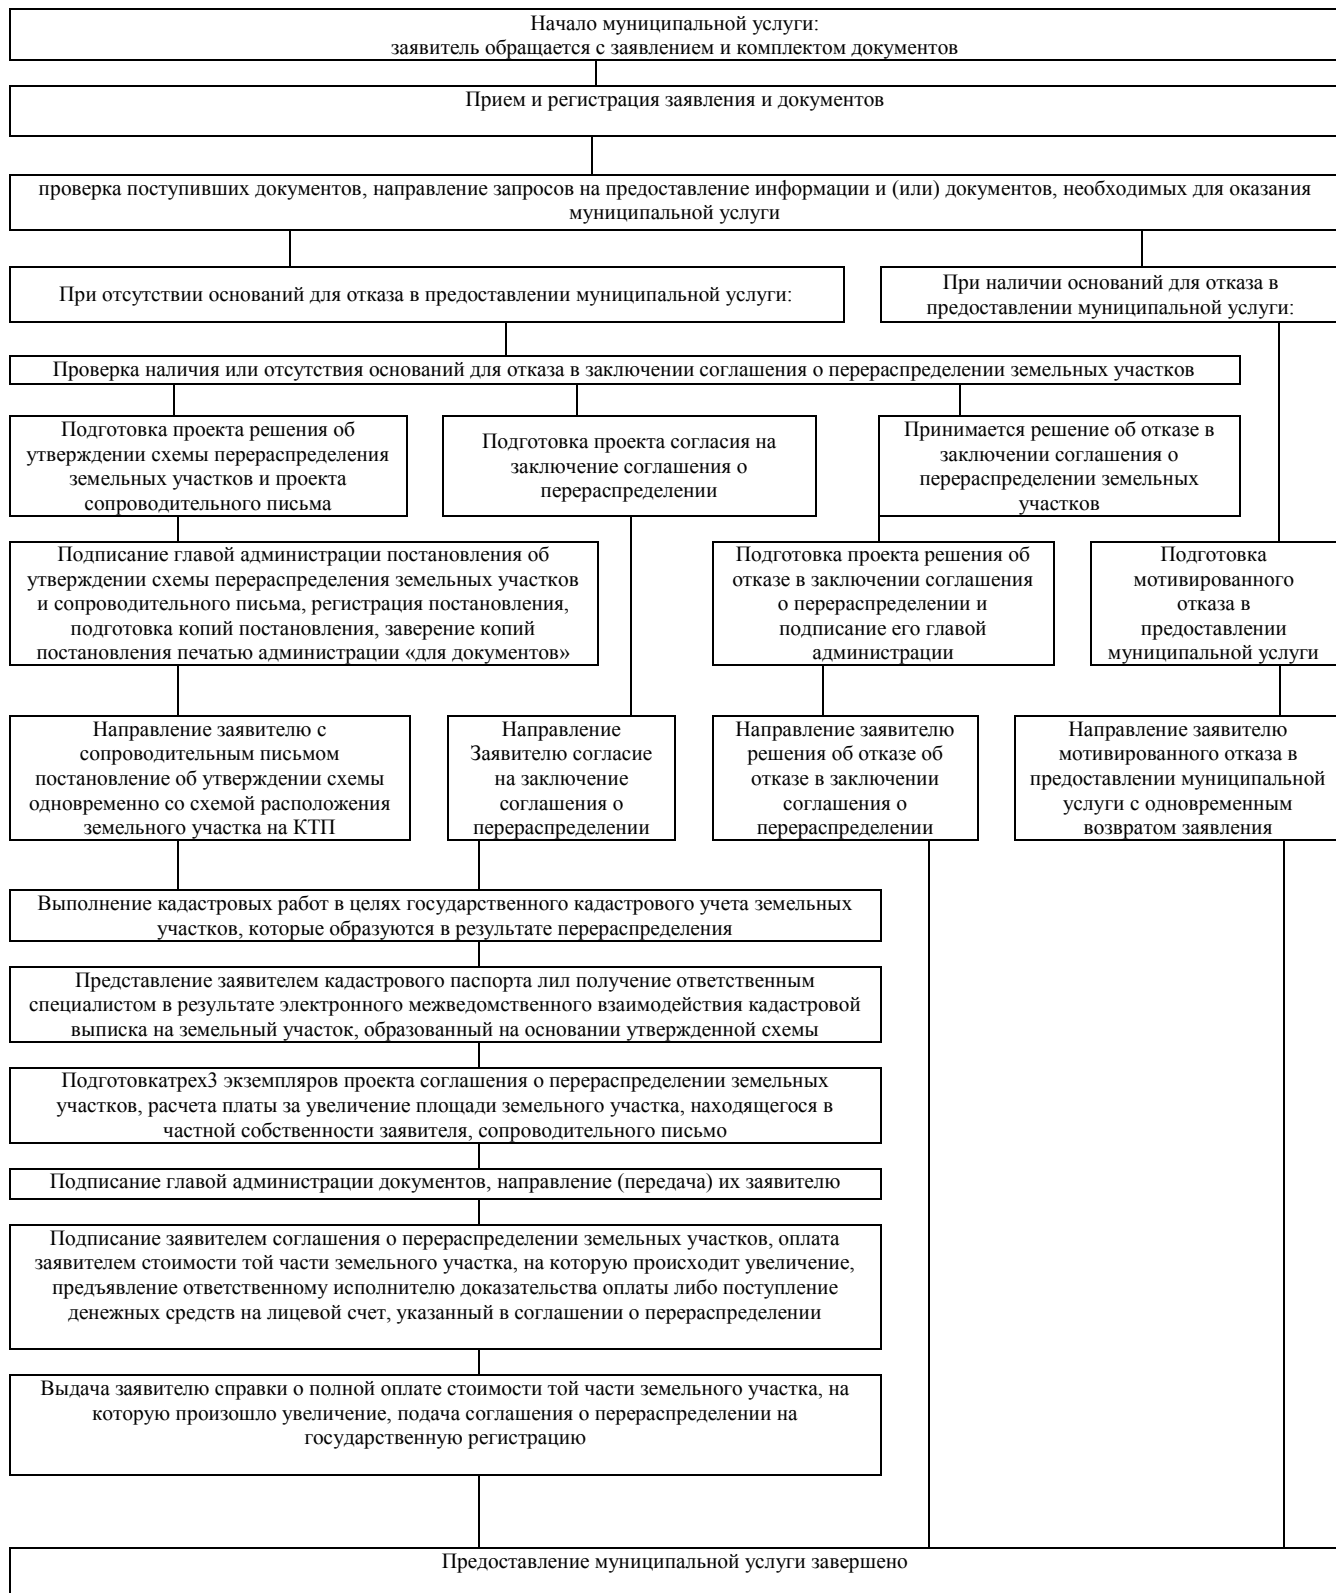 Начало муниципальной услуги:
заявитель обращается с заявлением и комплектом документов
Прием и регистрация заявления и документов
проверка поступивших документов, направление запросов на предоставление информации и (или) документов, необходимых для оказания
муниципальной услуги
При отсутствии оснований для отказа в предоставлении муниципальной услуги:
При наличии оснований для отказа в
предоставлении муниципальной услуги:
Проверка наличия или отсутствия оснований для отказа в заключении соглашения о перераспределении земельных участков
Подготовка проекта решения об
утверждении схемы перераспределения
земельных участков и проекта
сопроводительного письма
Подготовка проекта согласия на
заключение соглашения о
перераспределении
Принимается решение об отказе в
заключении соглашения о
перераспределении земельных
участков
Подписание главой администрации постановления об
утверждении схемы перераспределения земельных участков
и сопроводительного письма, регистрация постановления,
подготовка копий постановления, заверение копий
постановления печатью администрации «для документов»
Подготовка проекта решения об
отказе в заключении соглашения
о перераспределении и
подписание его главой
администрации
Подготовка
мотивированного
отказа в
предоставлении
муниципальной услуги
Направление заявителю с
сопроводительным письмом
постановление об утверждении схемы
одновременно со схемой расположения
земельного участка на КТП
Направление
Заявителю согласие
на заключение
соглашения о
перераспределении
Направление заявителю
решения об отказе об
отказе в заключении
соглашения о
перераспределении
Направление заявителю
мотивированного отказа в
предоставлении муниципальной
услуги с одновременным
возвратом заявления
Выполнение кадастровых работ в целях государственного кадастрового учета земельных
участков, которые образуются в результате перераспределения
Представление заявителем кадастрового паспорта лил получение ответственным
специалистом в результате электронного межведомственного взаимодействия кадастровой
выписка на земельный участок, образованный на основании утвержденной схемы
Подготовкатрех3 экземпляров проекта соглашения о перераспределении земельных
участков, расчета платы за увеличение площади земельного участка, находящегося в
частной собственности заявителя, сопроводительного письмо
Подписание главой администрации документов, направление (передача) их заявителю
Подписание заявителем соглашения о перераспределении земельных участков, оплата
заявителем стоимости той части земельного участка, на которую происходит увеличение,
предъявление ответственному исполнителю доказательства оплаты либо поступление
денежных средств на лицевой счет, указанный в соглашении о перераспределении
Выдача заявителю справки о полной оплате стоимости той части земельного участка, на
которую произошло увеличение, подача соглашения о перераспределении на
государственную регистрацию
Предоставление муниципальной услуги завершено